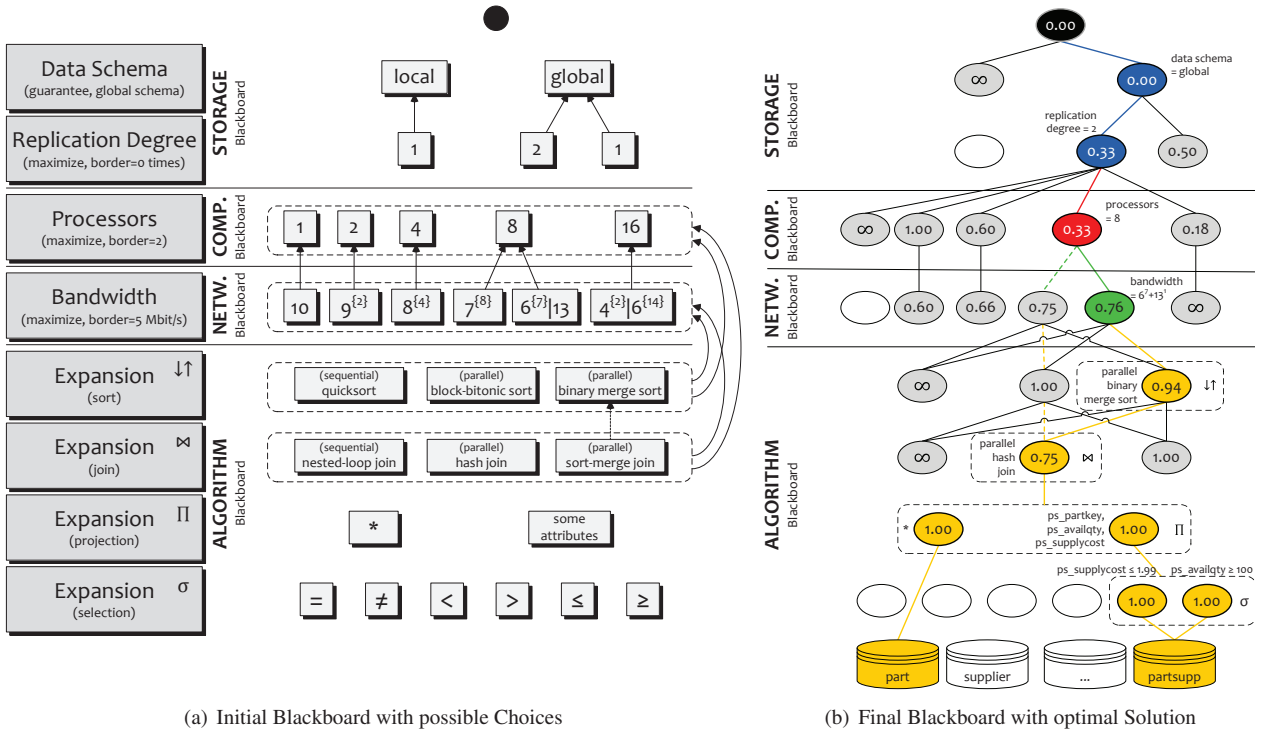 Data Schema
(guarantee, global schema)
Replication Degree
(maximize, border=0 times)
STORAGE
Blackboard
local
global
1
2
1
Processors
(maximize, border=2)
COMP.
Blackboard
1
2
4
8
16
Bandwidth
(maximize, border=5 Mbit/s)
NETW.
Blackboard
10
9{2}
8{4}
7{8}
6{7}|13
4{2}|6{14}
Expansion ↓↑
(sort)
(sequential)
quicksort
(parallel)
block-bitonic sort
(parallel)
binary merge sort
Expansion ⋈
(join)
(sequential)
nested-loop join
(parallel)
hash join
(parallel)
sort-merge join
ALGORITHM
Blackboard
Expansion Π
(projection)
*
some
attributes
Expansion σ
(selection)
=
≠
<
>
≤
≥
(a) Initial Blackboard with possible Choices
0.00
STORAGE
Blackboard
∞
0.00
data schema
= global
replication
degree = 2
0.33
0.50
COMP.
Blackboard
∞
1.00
0.60
0.33
processors
= 8
0.18
NETW.
Blackboard
0.60
0.66
0.75
0.76
bandwidth
= 6⁷+13¹
∞
ALGORITHM
Blackboard
∞
1.00
parallel
binary
merge sort
0.94
↓↑
∞
parallel
hash
join
0.75
⋈
1.00
*
1.00
ps_partkey,
ps_availqty,
ps_supplycost
1.00
Π
ps_supplycost ≤ 1.99
ps_availqty ≥ 100
1.00
1.00
σ
part
supplier
...
partsupp
(b) Final Blackboard with optimal Solution